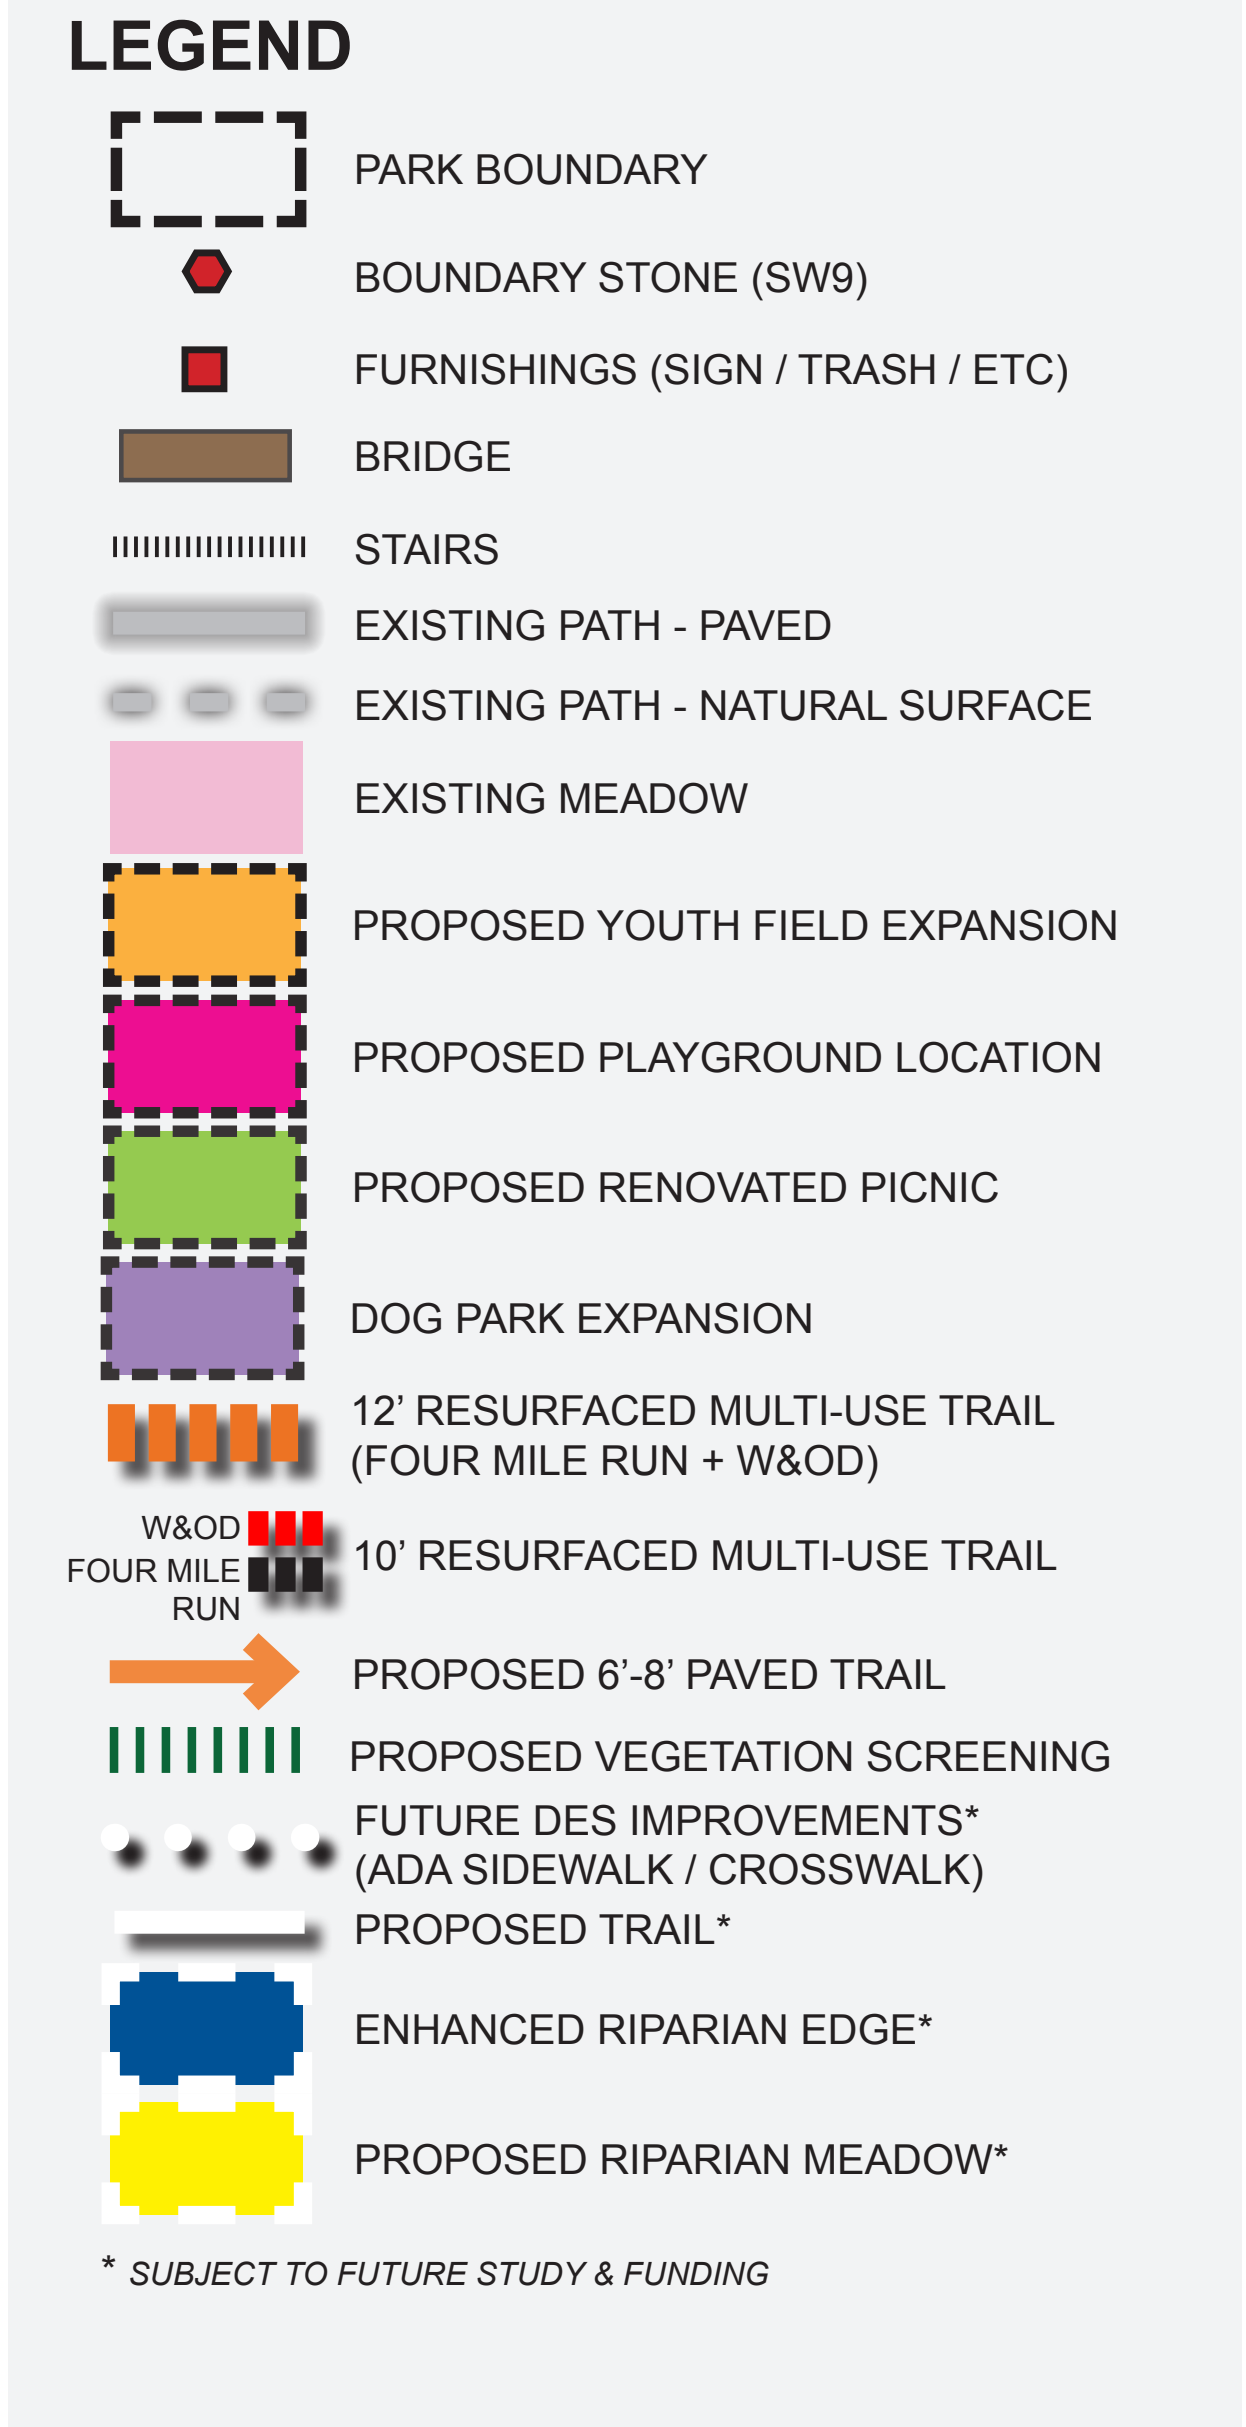 LEGEND
PARK BOUNDARY
BOUNDARY STONE (SW9)
FURNISHINGS (SIGN / TRASH / ETC)
BRIDGE
STAIRS
EXISTING PATH - PAVED
EXISTING PATH - NATURAL SURFACE
EXISTING MEADOW
PROPOSED YOUTH FIELD EXPANSION
PROPOSED PLAYGROUND LOCATION
PROPOSED RENOVATED PICNIC
DOG PARK EXPANSION
12’ RESURFACED MULTI-USE TRAIL
(FOUR MILE RUN + W&OD)
W&OD
FOUR MILE
RUN
10’ RESURFACED MULTI-USE TRAIL
PROPOSED 6’-8’ PAVED TRAIL
PROPOSED VEGETATION SCREENING
FUTURE DES IMPROVEMENTS*
(ADA SIDEWALK / CROSSWALK)
PROPOSED TRAIL*
ENHANCED RIPARIAN EDGE*
PROPOSED RIPARIAN MEADOW*
* SUBJECT TO FUTURE STUDY & FUNDING